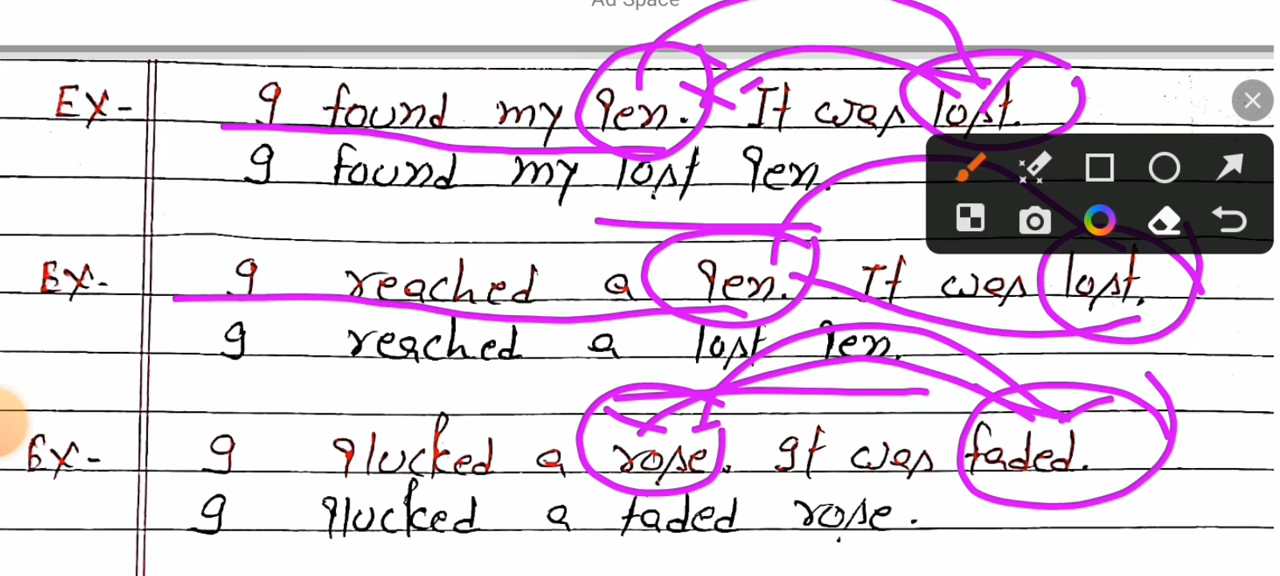 Ad Space
Ex- I found my pen. It was lost.
I found my lost pen.
Ex- I reached a pen. It was lost.
I reached a lost pen.
Ex- I plucked a rose. It was faded.
I plucked a faded rose.